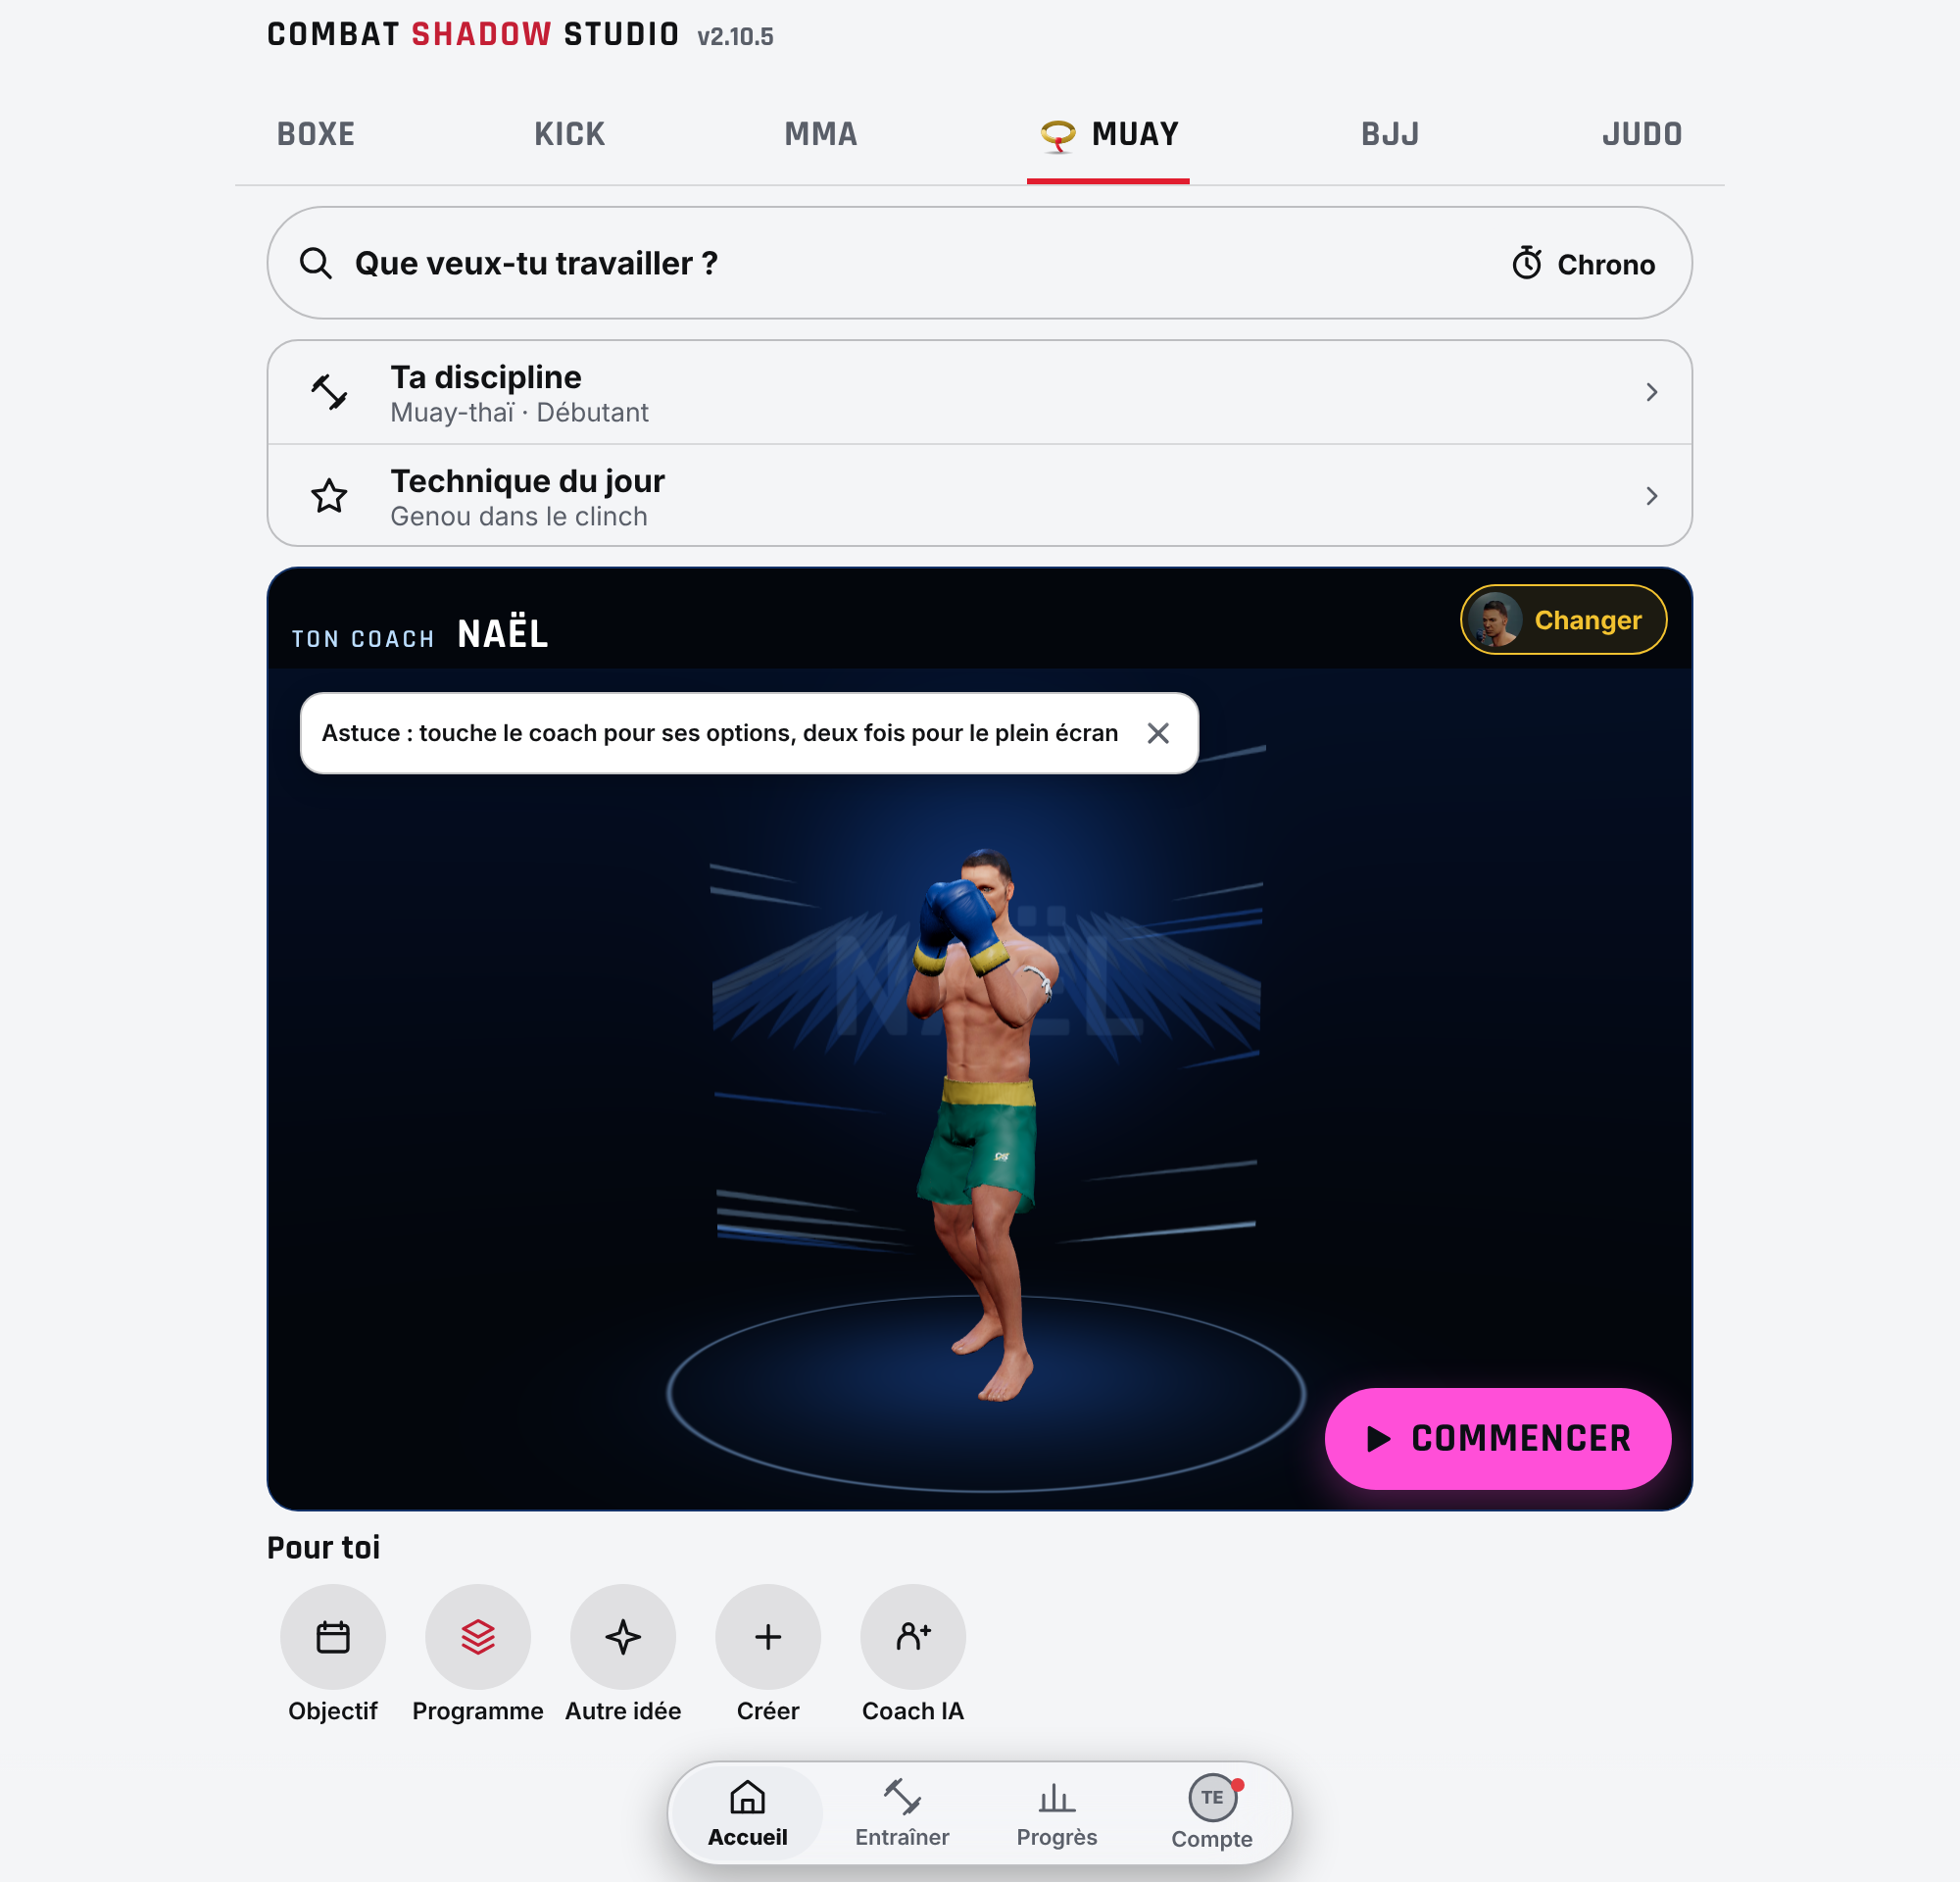 COMBAT SHADOW STUDIO v2.10.5
BOXE KICK MMA MUAY BJJ JUDO
Que veux-tu travailler ? Chrono
Ta discipline
Muay-thaï · Débutant
Technique du jour
Genou dans le clinch
TON COACH NAËL Changer
Astuce : touche le coach pour ses options, deux fois pour le plein écran
NAËL
COMMENCER
Pour toi
Objectif Programme Autre idée Créer Coach IA
TE
Accueil Entraîner Progrès Compte